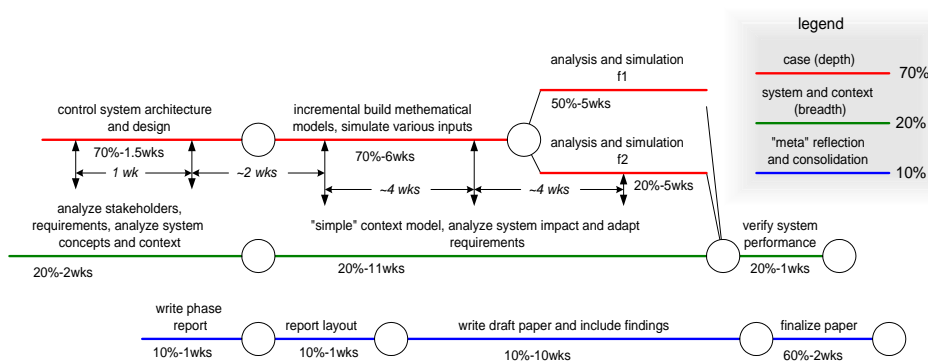 legend
case (depth)
70%
system and context
(breadth)
20%
"meta" reflection
and consolidation
10%
control system architecture
and design
70%-1.5wks
incremental build methematical
models, simulate various inputs
70%-6wks
analysis and simulation
f1
50%-5wks
analysis and simulation
f2
20%-5wks
1 wk
~2 wks
~4 wks
~4 wks
analyze stakeholders,
requirements, analyze system
concepts and context
20%-2wks
"simple" context model, analyze system impact and adapt
requirements
20%-11wks
verify system
performance
20%-1wks
write phase
report
10%-1wks
report layout
10%-1wks
write draft paper and include findings
10%-10wks
finalize paper
60%-2wks